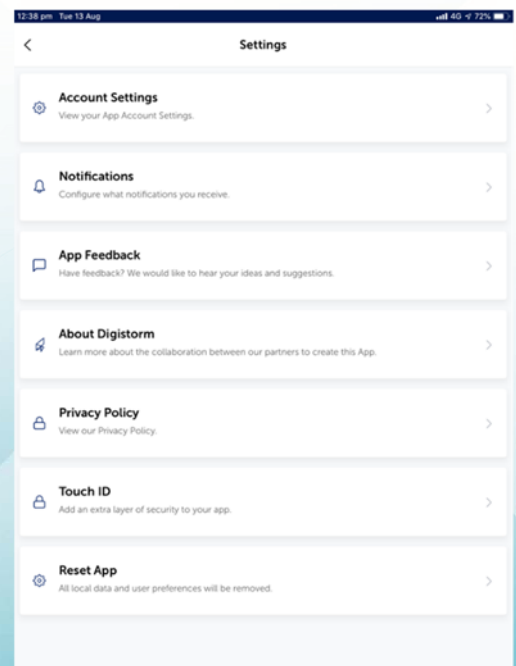 12:38 pm Tue 13 Aug 4G 72%
Settings
Account Settings
View your App Account Settings.
Notifications
Configure what notifications you receive.
App Feedback
Have feedback? We would like to hear your ideas and suggestions.
About Digistorm
Learn more about the collaboration between our partners to create this App.
Privacy Policy
View our Privacy Policy.
Touch ID
Add an extra layer of security to your app.
Reset App
All local data and user preferences will be removed.